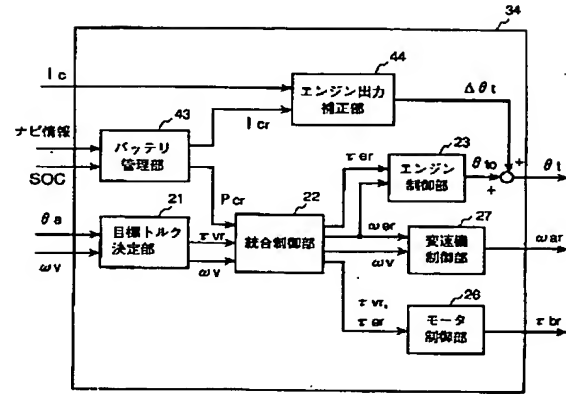 34
44
Ic
エンジン出力
補正部
Δθt
ナビ情報
43
Icr
バッテリ
管理部
SOC
23
τer
エンジン
制御部
θto
+
+
θt
Pcr
22
21
θa
目標トルク
決定部
τvr
ωv
ωv
統合制御部
ωer
ωv
27
変速機
制御部
ωar
τvr,
τer
26
モータ
制御部
τbr